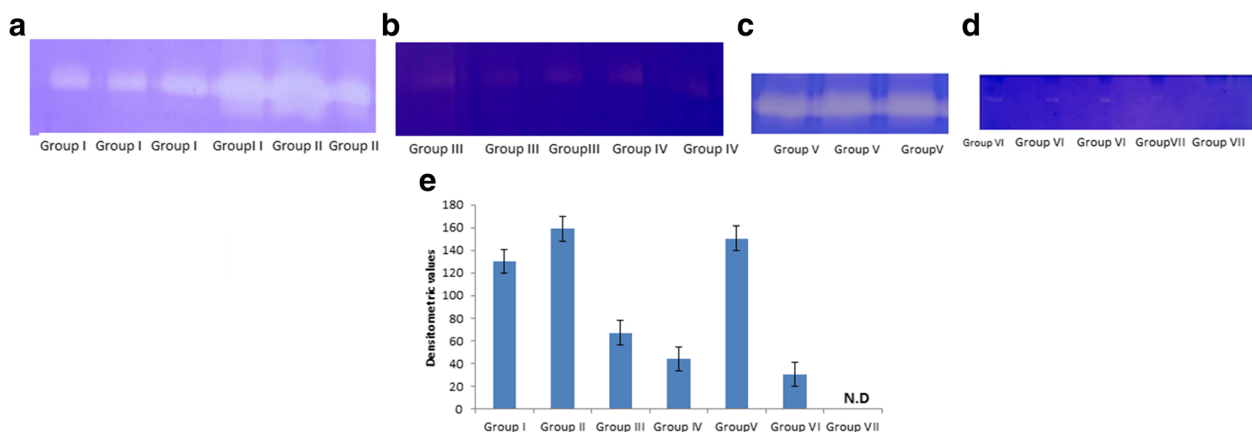 a
b
c
d
Group I Group I Group I GroupI I Group II Group II
Group III Group III GroupIII Group IV Group IV
Group V Group V GroupV
Group VI Group VI Group VI GroupVII Group VII
e
Densitometric values
180
160
140
120
100
80
60
40
20
0
N.D
Group I Group II Group III Group IV GroupV Group VI Group VII